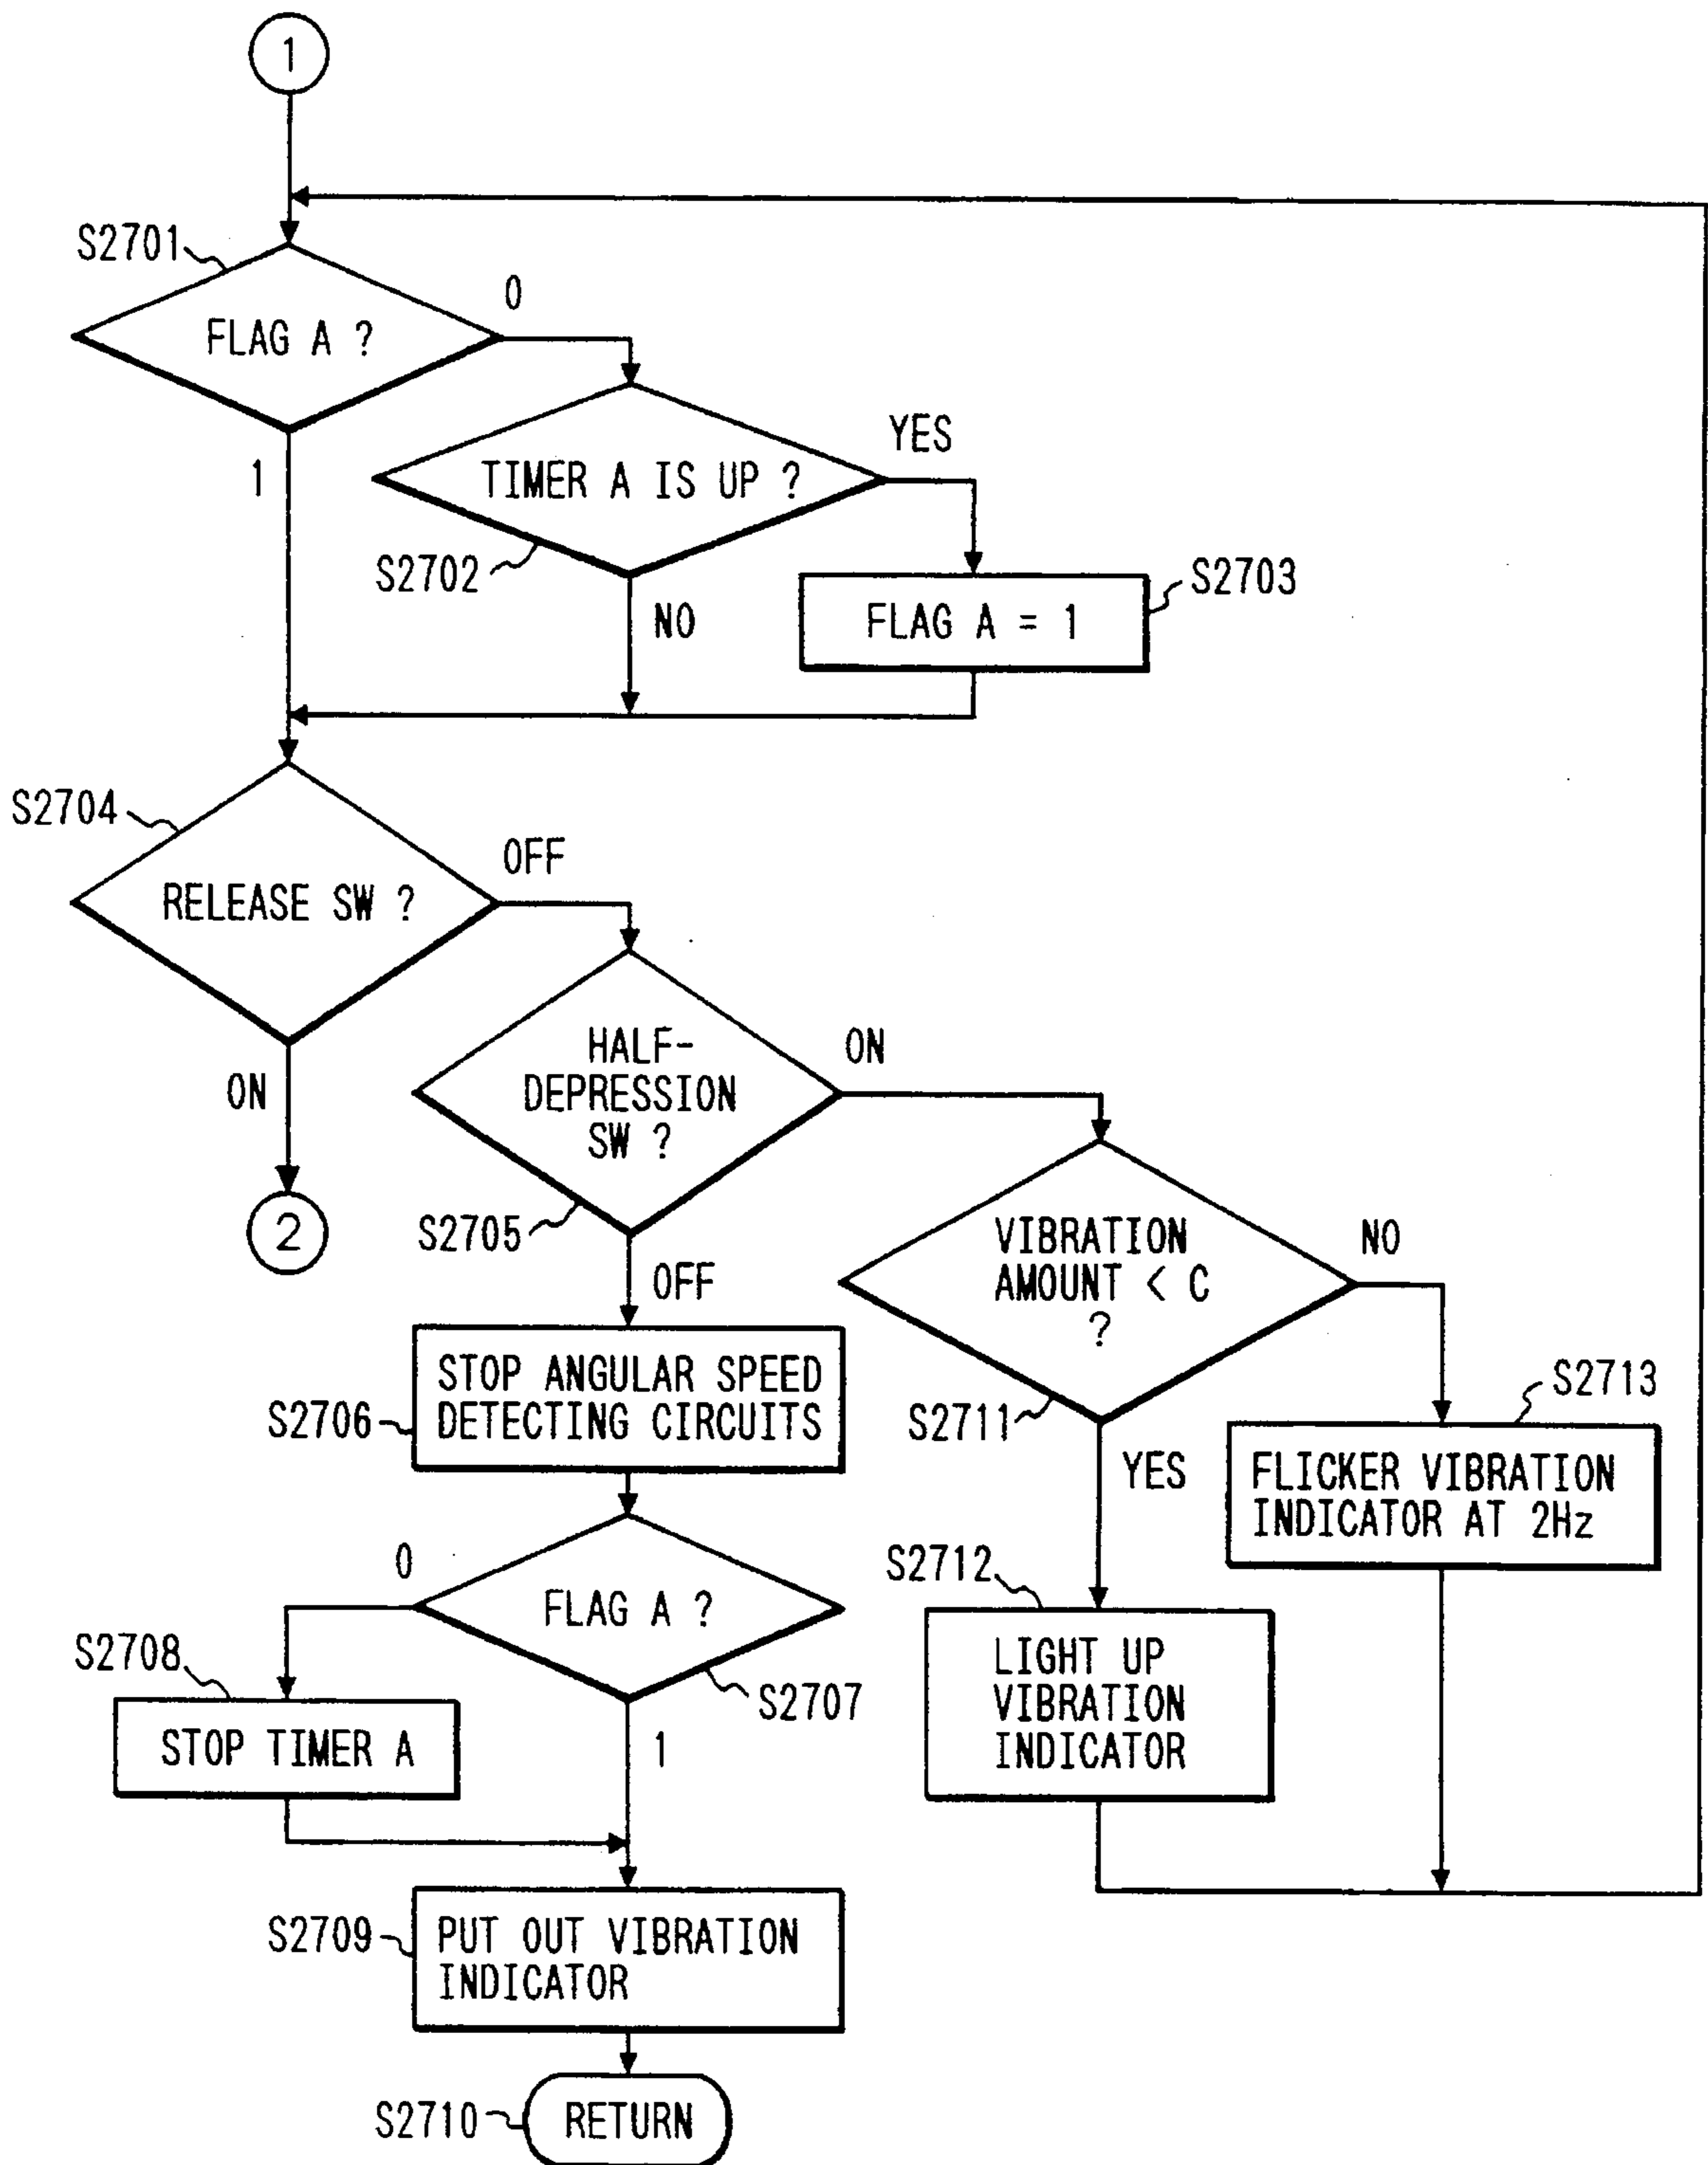 1
S2701
FLAG A ?
0
1
TIMER A IS UP ?
YES
S2702
NO
S2703
FLAG A = 1
S2704
RELEASE SW ?
OFF
ON
2
HALF-
DEPRESSION
SW ?
ON
S2705
OFF
VIBRATION
AMOUNT < C
?
NO
S2711
YES
S2706
STOP ANGULAR SPEED
DETECTING CIRCUITS
S2713
FLICKER VIBRATION
INDICATOR AT 2Hz
S2712
LIGHT UP
VIBRATION
INDICATOR
0
FLAG A ?
S2707
1
S2708
STOP TIMER A
S2709
PUT OUT VIBRATION
INDICATOR
S2710
RETURN